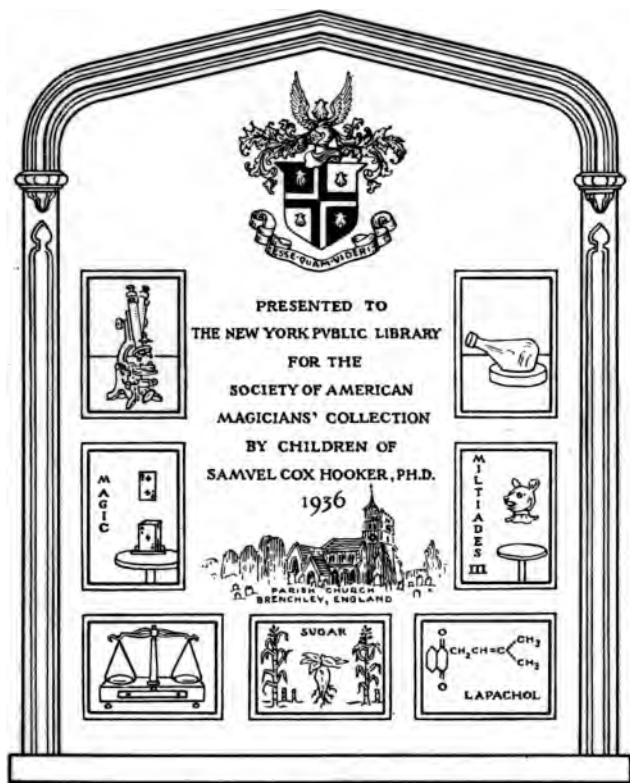 ESSE·QUAM·VIDERI
PRESENTED TO
THE NEW YORK PVBLIC LIBRARY
FOR THE
SOCIETY OF AMERICAN
MAGICIANS' COLLECTION
BY CHILDREN OF
SAMVEL COX HOOKER, PH.D.
1936
MAGIC
MILTIADES III
PARISH CHURCH
BRENCHLEY, ENGLAND
SUGAR
O
CH₂CH=C
CH₃
CH₃
O
LAPACHOL